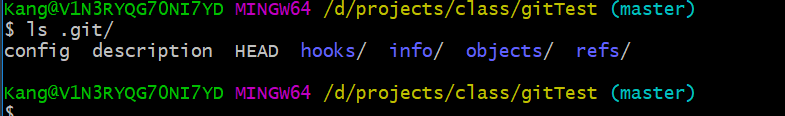 Kang@V1N3RYQG70NI7YD MINGW64 /d/projects/class/gitTest (master)
$ ls .git/
config  description  HEAD  hooks/  info/  objects/  refs/
Kang@V1N3RYQG70NI7YD MINGW64 /d/projects/class/gitTest (master)
$